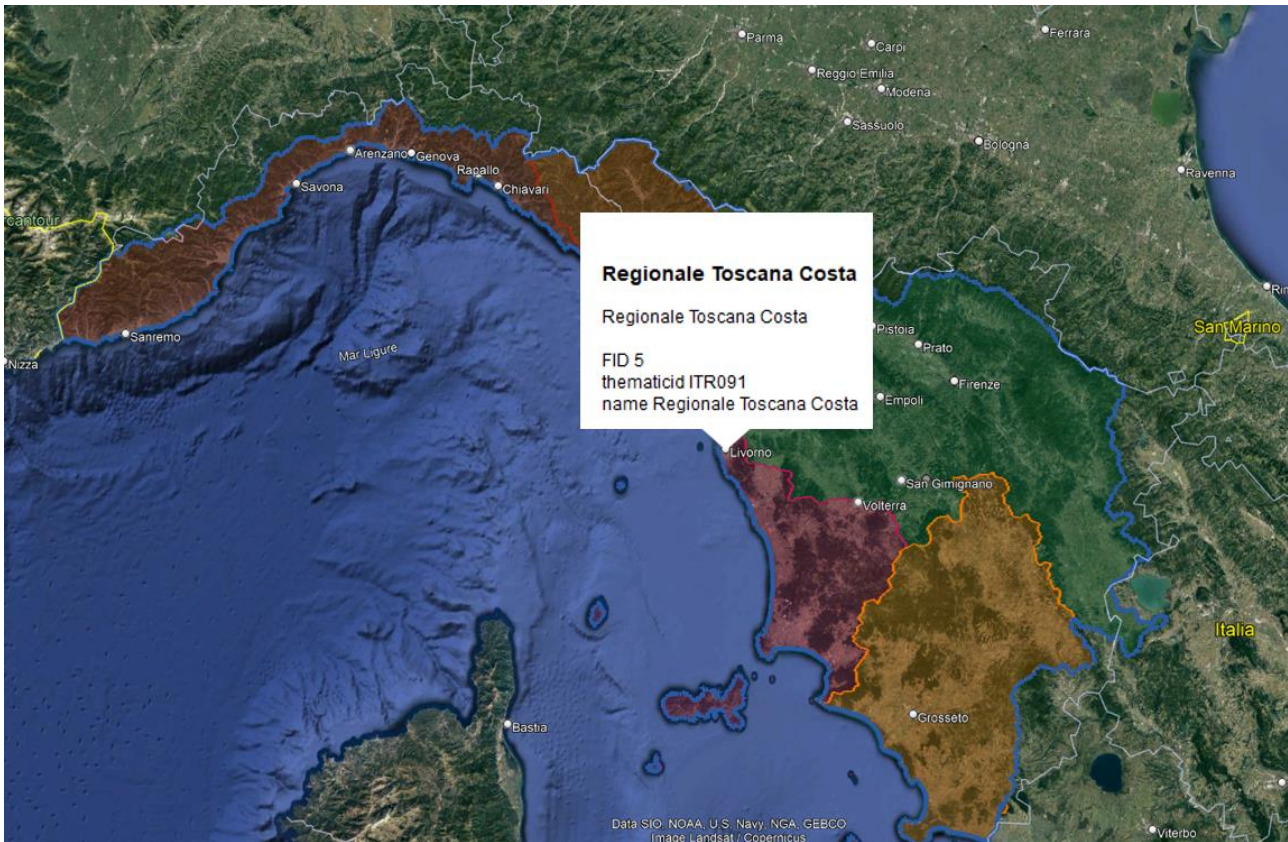 Parma
Ferrara
Carpi
Reggio Emilia
Modena
Sassuolo
Bologna
Ravenna
Arenzano
Genova
Rapallo
Savona
Chiavari
rcantour
Regionale Toscana Costa
Regionale Toscana Costa
FID 5
thematicid ITR091
name Regionale Toscana Costa
Rim
San Marino
Pistoia
Sanremo
Prato
Mar Ligure
Nizza
Firenze
Empoli
Livorno
San Gimignano
Volterra
Italia
Grosseto
Bastia
Data SIO, NOAA, U.S. Navy, NGA, GEBCO
Image Landsat / Copernicus
Viterbo